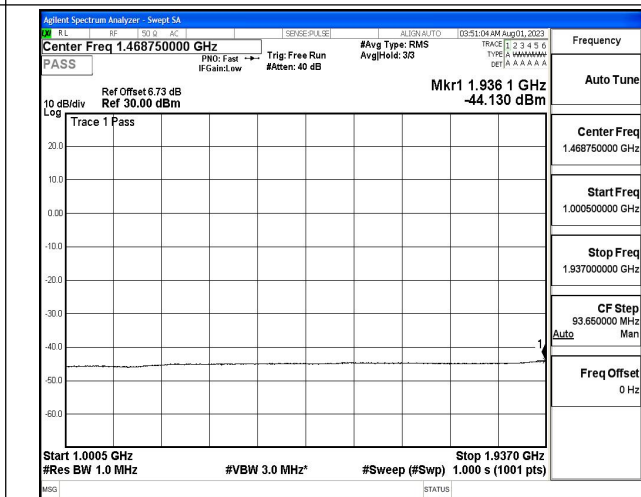 Agilent Spectrum Analyzer - Swept SA
RL RF 50 Ω AC SENSE:PULSE ALIGN AUTO 03:51:04 AM Aug 01, 2023
Center Freq 1.468750000 GHz
PASS
PNO: Fast
IFGain:Low
Trig: Free Run
#Atten: 40 dB
#Avg Type: RMS
Avg|Hold: 3/3
TRACE 1 2 3 4 5 6
TYPE A WWWWW
DET A A A A A A
Ref Offset 6.73 dB
10 dB/div Ref 30.00 dBm
Log
Mkr1 1.936 1 GHz
-44.130 dBm
Trace 1 Pass
20.0
10.0
0.00
-10.0
-20.0
-30.0
-40.0
1
-50.0
-60.0
Start 1.0005 GHz Stop 1.9370 GHz
#Res BW 1.0 MHz #VBW 3.0 MHz* #Sweep (#Swp) 1.000 s (1001 pts)
MSG STATUS
Frequency
Auto Tune
Center Freq
1.468750000 GHz
Start Freq
1.000500000 GHz
Stop Freq
1.937000000 GHz
CF Step
93.650000 MHz
Auto Man
Freq Offset
0 Hz